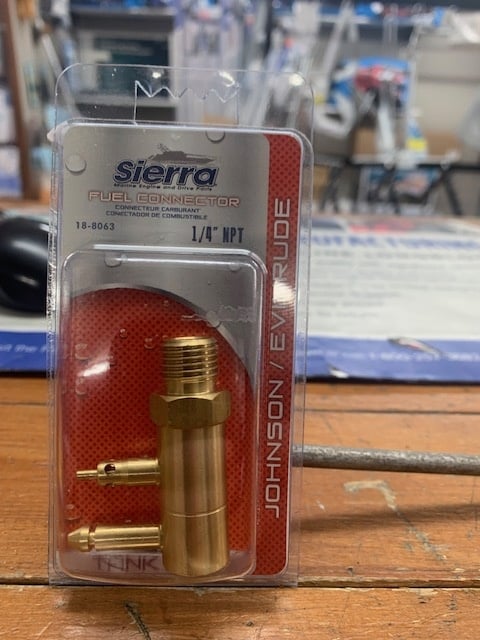 Sierra
Marine Engine and Drive Parts
FUEL CONNECTOR
CONNECTEUR CARBURANT
CONECTADOR DE COMBUSTIBLE
18-8063
1/4" NPT
JOHNSON / EVINRUDE
TANK